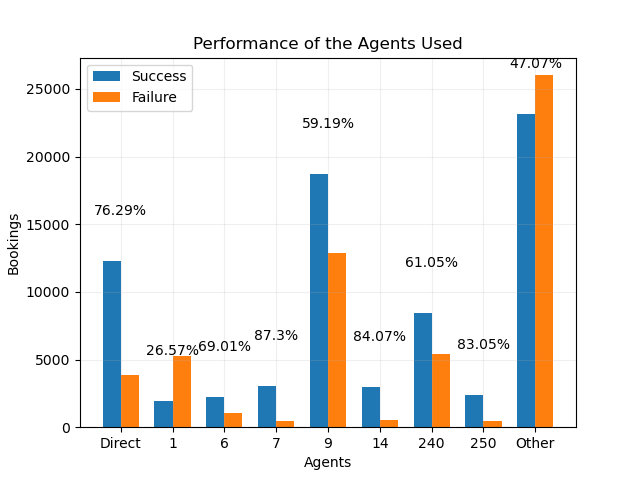 Performance of the Agents Used
Success
Failure
47.07%
59.19%
76.29%
61.05%
87.3%
84.07%
83.05%
69.01%
26.57%
25000
20000
15000
10000
5000
0
Bookings
Direct 1 6 7 9 14 240 250 Other
Agents